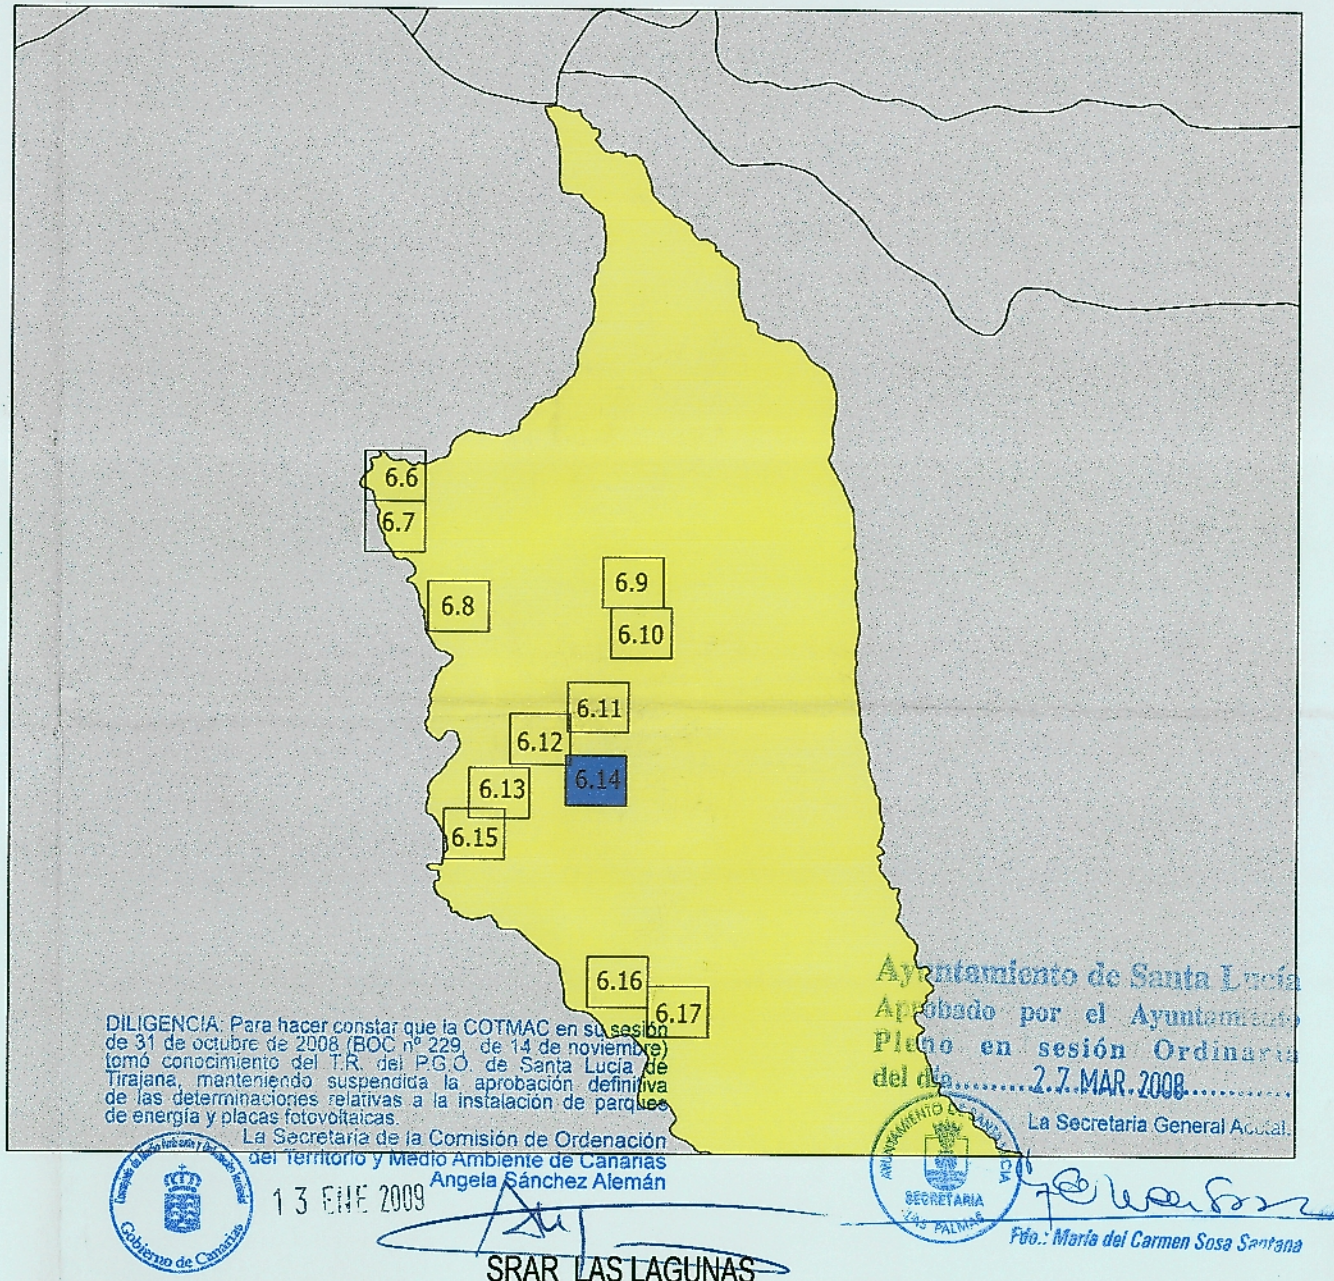 6.6
6.7
6.8
6.9
6.10
6.11
6.12
6.13
6.14
6.15
6.16
6.17
DILIGENCIA: Para hacer constar que la COTMAC en su sesión
de 31 de octubre de 2008 (BOC nº 229, de 14 de noviembre)
tomó conocimiento del T.R. del P.G.O. de Santa Lucía de
Tirajana, manteniendo suspendida la aprobación definitiva
de las determinaciones relativas a la instalación de parques
de energía y placas fotovoltaicas.
La Secretaria de la Comisión de Ordenación
del Territorio y Medio Ambiente de Canarias
Angela Sánchez Alemán
13 ENE 2009
Gobierno de Canarias
Ayuntamiento de Santa Lucía
Aprobado por el Ayuntamiento
Pleno en sesión Ordinaria
del día.........27.MAR.2008..............
La Secretaria General Acctal.
AYUNTAMIENTO DE SANTA LUCIA
SECRETARIA
LAS PALMAS
Fdo.: María del Carmen Sosa Santana
SRAR LAS LAGUNAS